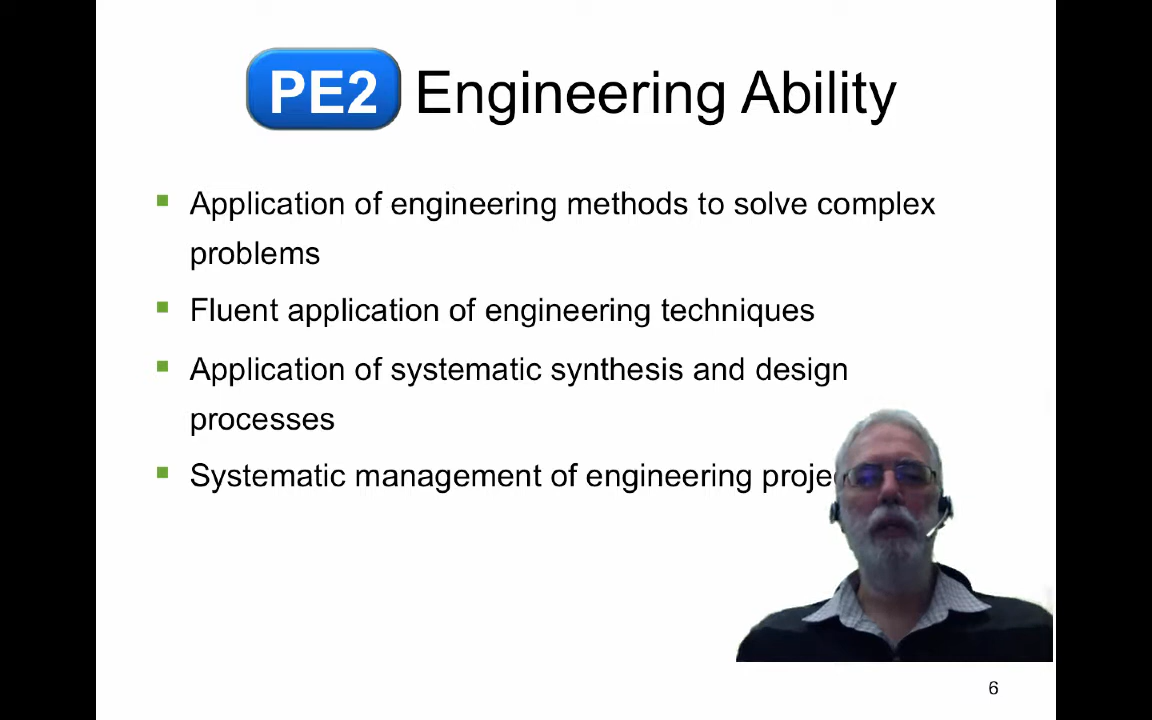 PE2 Engineering Ability
Application of engineering methods to solve complex
problems
Fluent application of engineering techniques
Application of systematic synthesis and design
processes
Systematic management of engineering
6